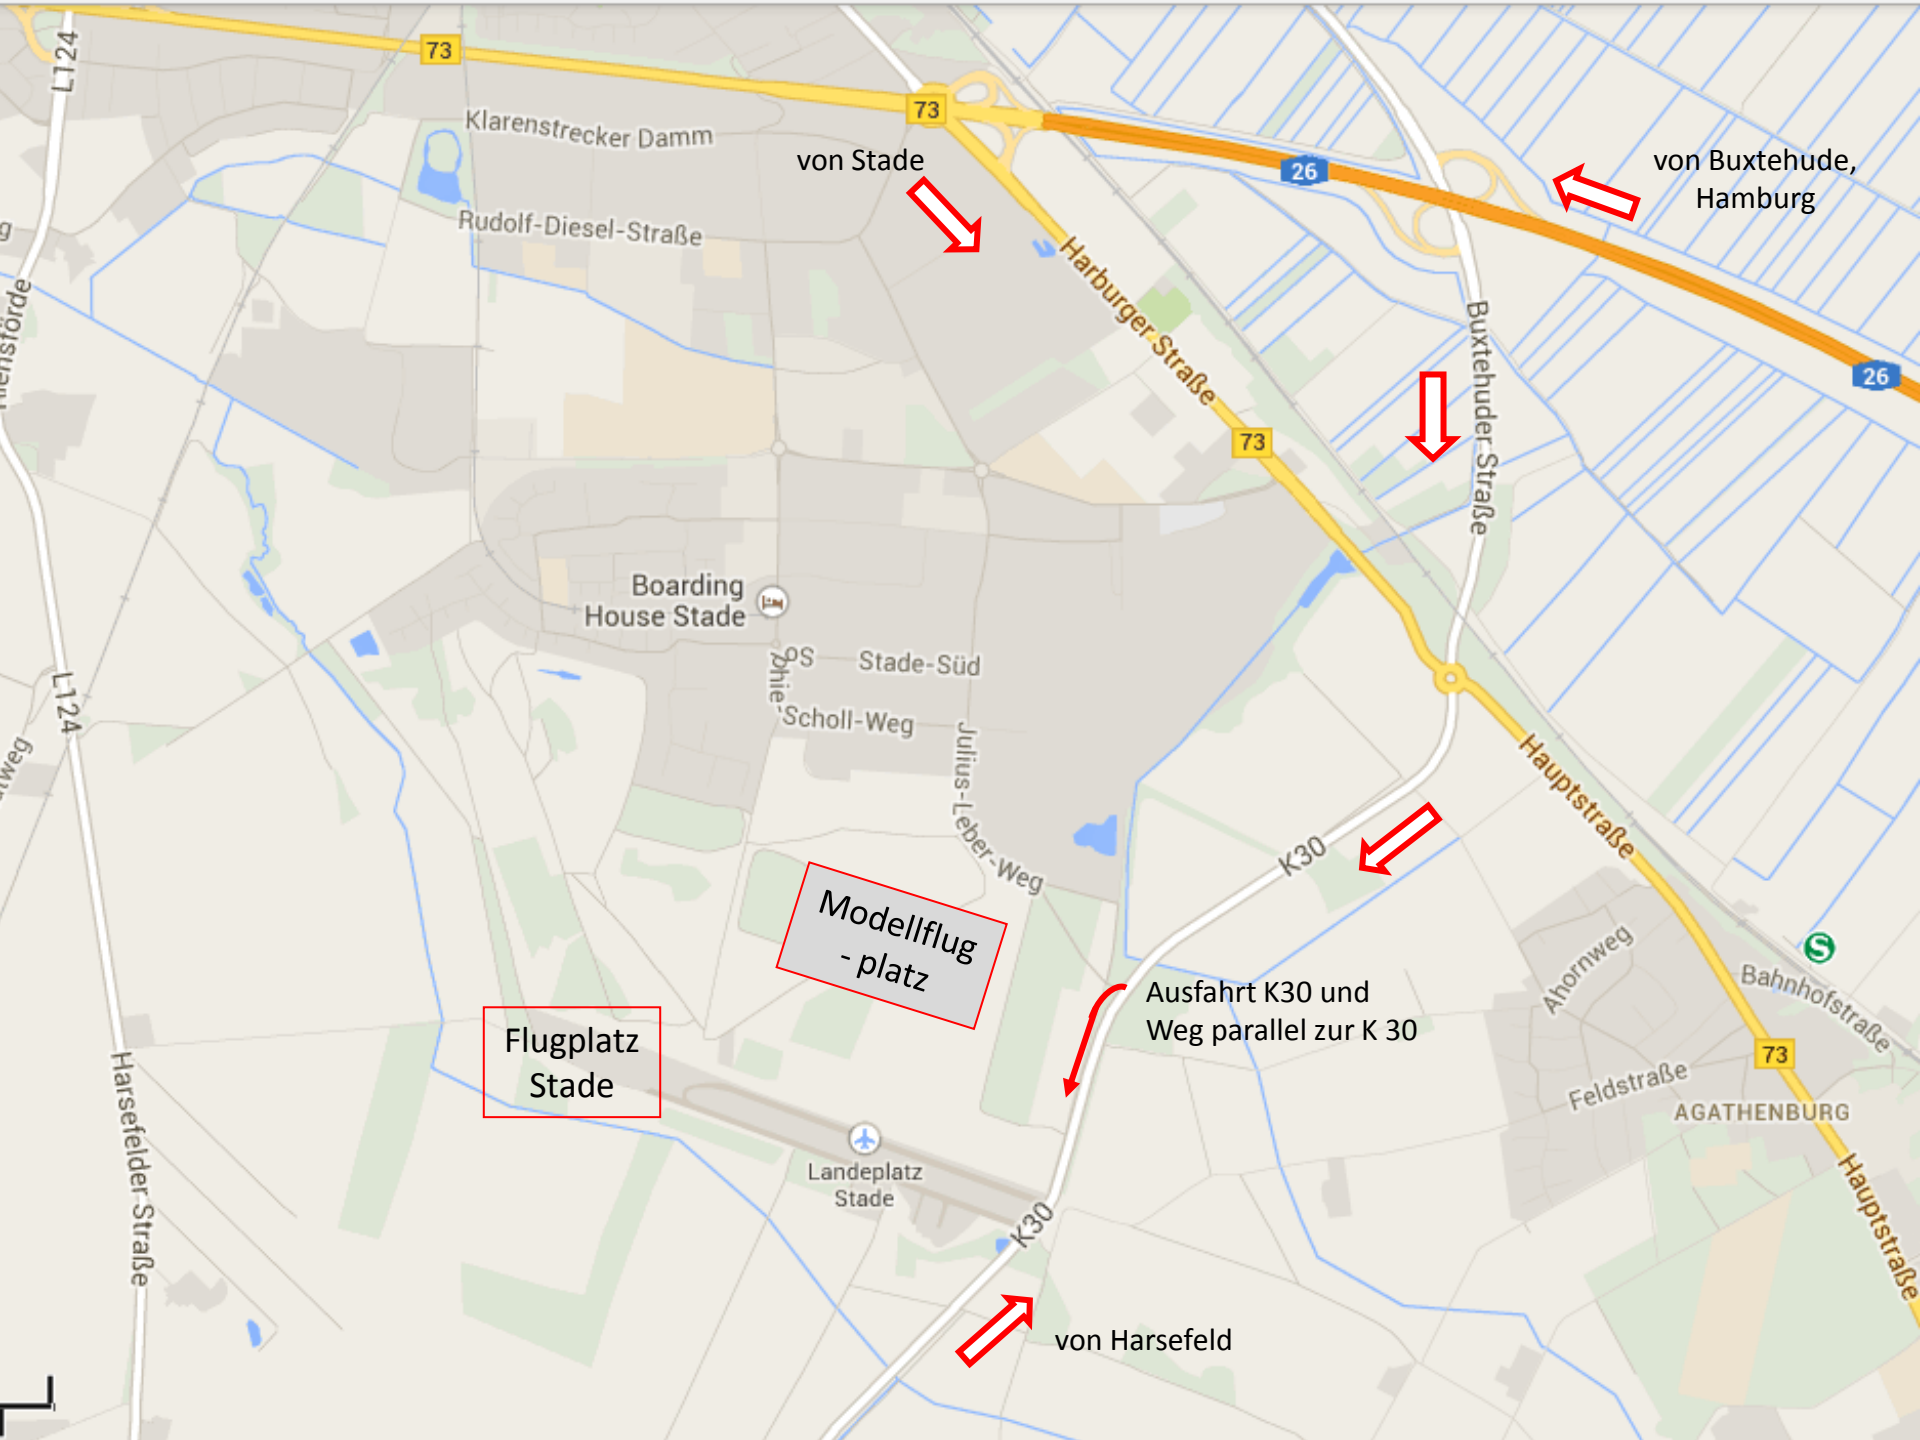 L124
73
73
Klarenstrecker Damm
von Stade
26
von Buxtehude,
Hamburg
Rudolf-Diesel-Straße
Harburger Straße
Buxtehuder-Straße
26
73
Boarding
House Stade
OS
phie-
Scholl-Weg
Stade-Süd
L124
Julius-Leber-Weg
Hauptstraße
K30
Modellflug
- platz
Ahornweg
S
Bahnhofstraße
Ausfahrt K30 und
Weg parallel zur K 30
Flugplatz
Stade
73
Feldstraße
AGATHENBURG
Harsefelder-Straße
Landeplatz
Stade
K30
Hauptstraße
von Harsefeld